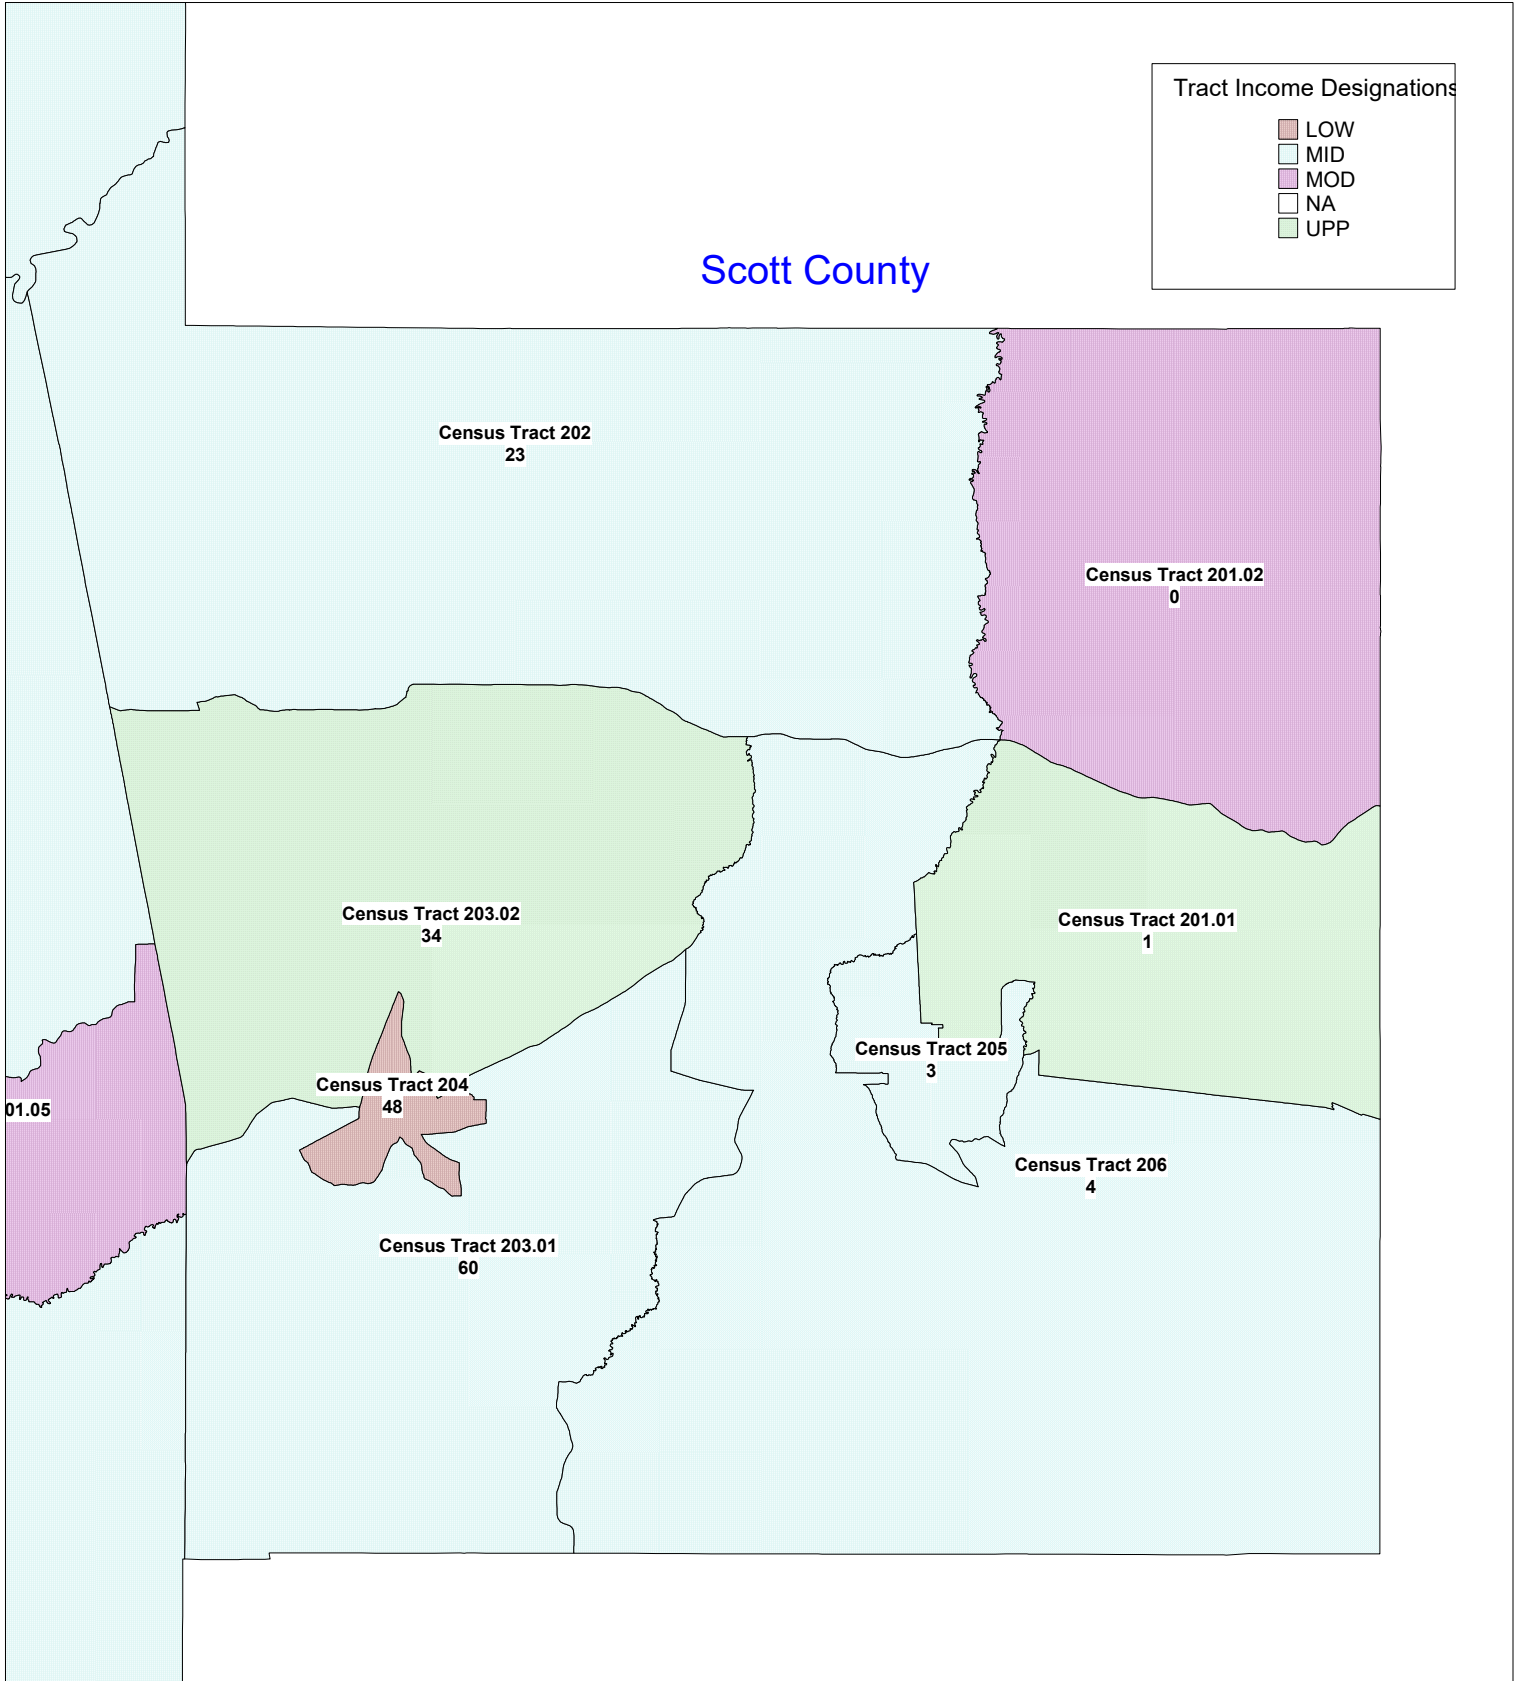 Tract Income Designations
LOW
MID
MOD
NA
UPP
Scott County
Census Tract 202
23
Census Tract 201.02
0
Census Tract 203.02
34
Census Tract 201.01
1
Census Tract 205
3
Census Tract 204
48
01.05
Census Tract 206
4
Census Tract 203.01
60